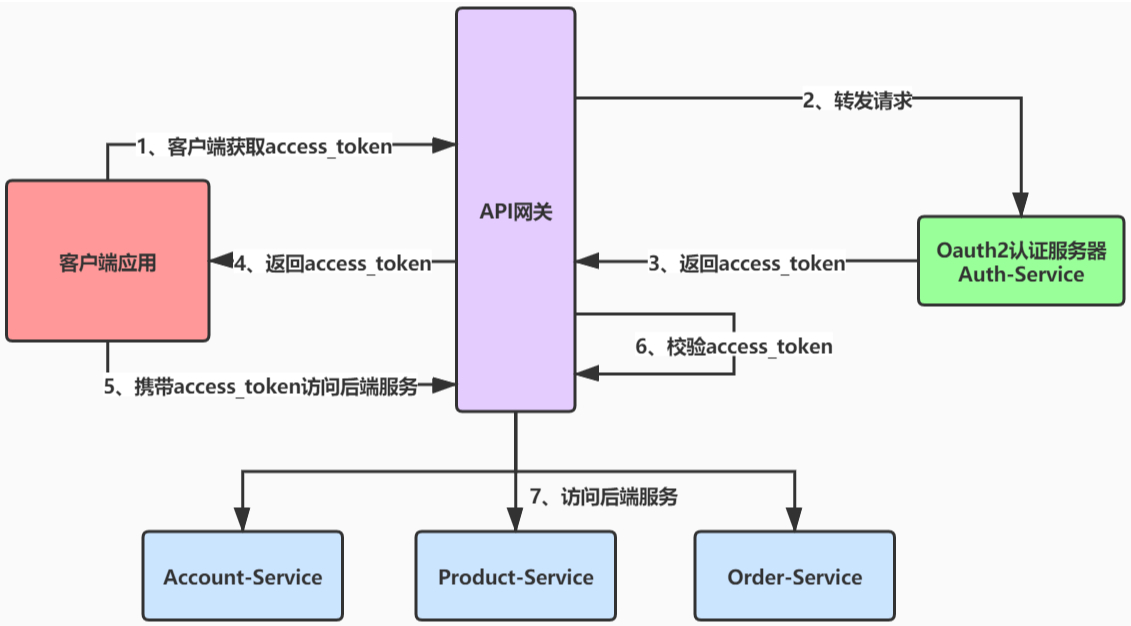 2、转发请求
1、客户端获取access_token
API网关
客户端应用
4、返回access_token
3、返回access_token
Oauth2认证服务器
Auth-Service
6、校验access_token
5、携带access_token访问后端服务
7、访问后端服务
Account-Service
Product-Service
Order-Service